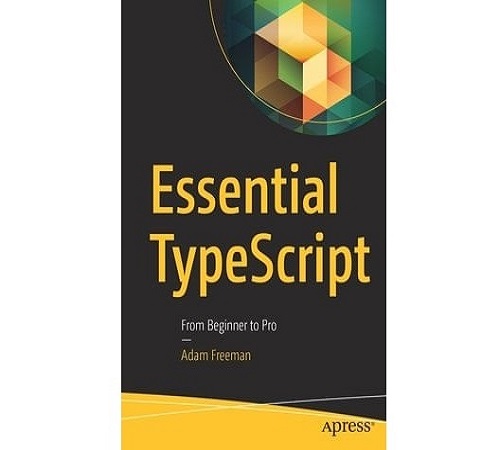 Essential
TypeScript
From Beginner to Pro
—
Adam Freeman
Apress®